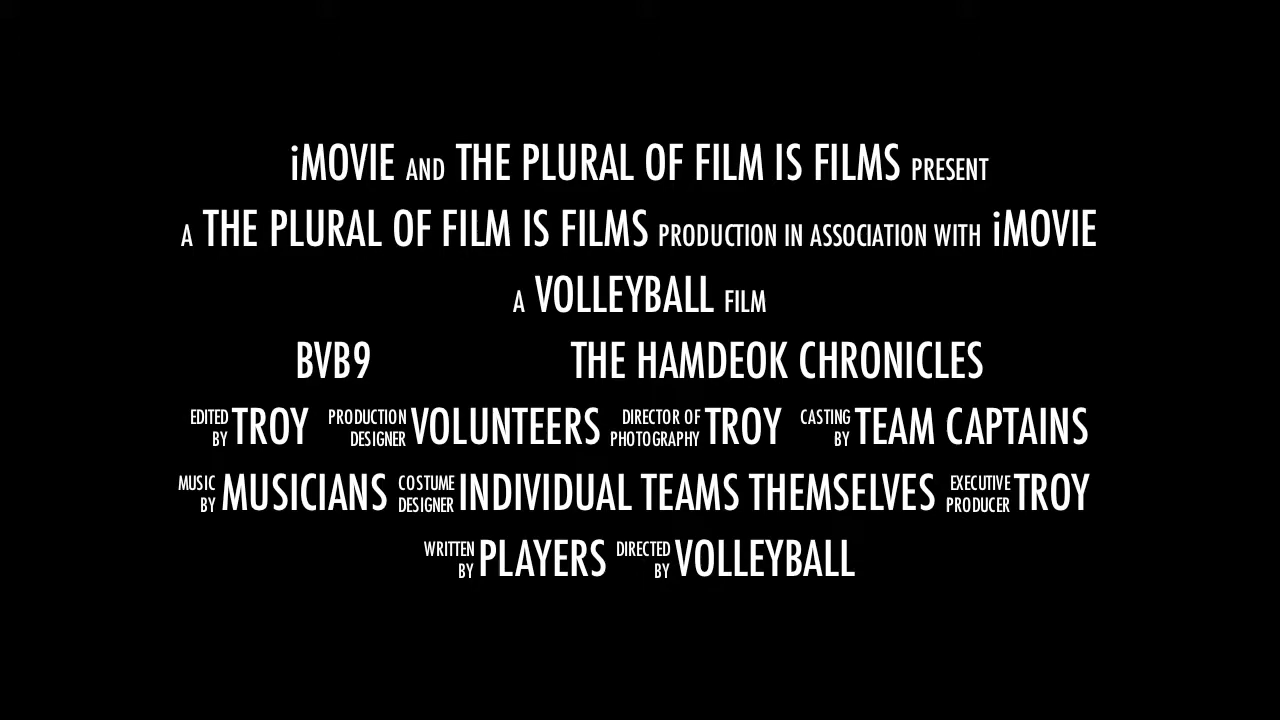 iMOVIE AND THE PLURAL OF FILM IS FILMS PRESENT
A THE PLURAL OF FILM IS FILMS PRODUCTION IN ASSOCIATION WITH iMOVIE
A VOLLEYBALL FILM
BVB9 THE HAMDEOK CHRONICLES
EDITED BY TROY PRODUCTION DESIGNER VOLUNTEERS DIRECTOR OF PHOTOGRAPHY TROY CASTING BY TEAM CAPTAINS
MUSIC BY MUSICIANS COSTUME DESIGNER INDIVIDUAL TEAMS THEMSELVES EXECUTIVE PRODUCER TROY
WRITTEN BY PLAYERS DIRECTED BY VOLLEYBALL